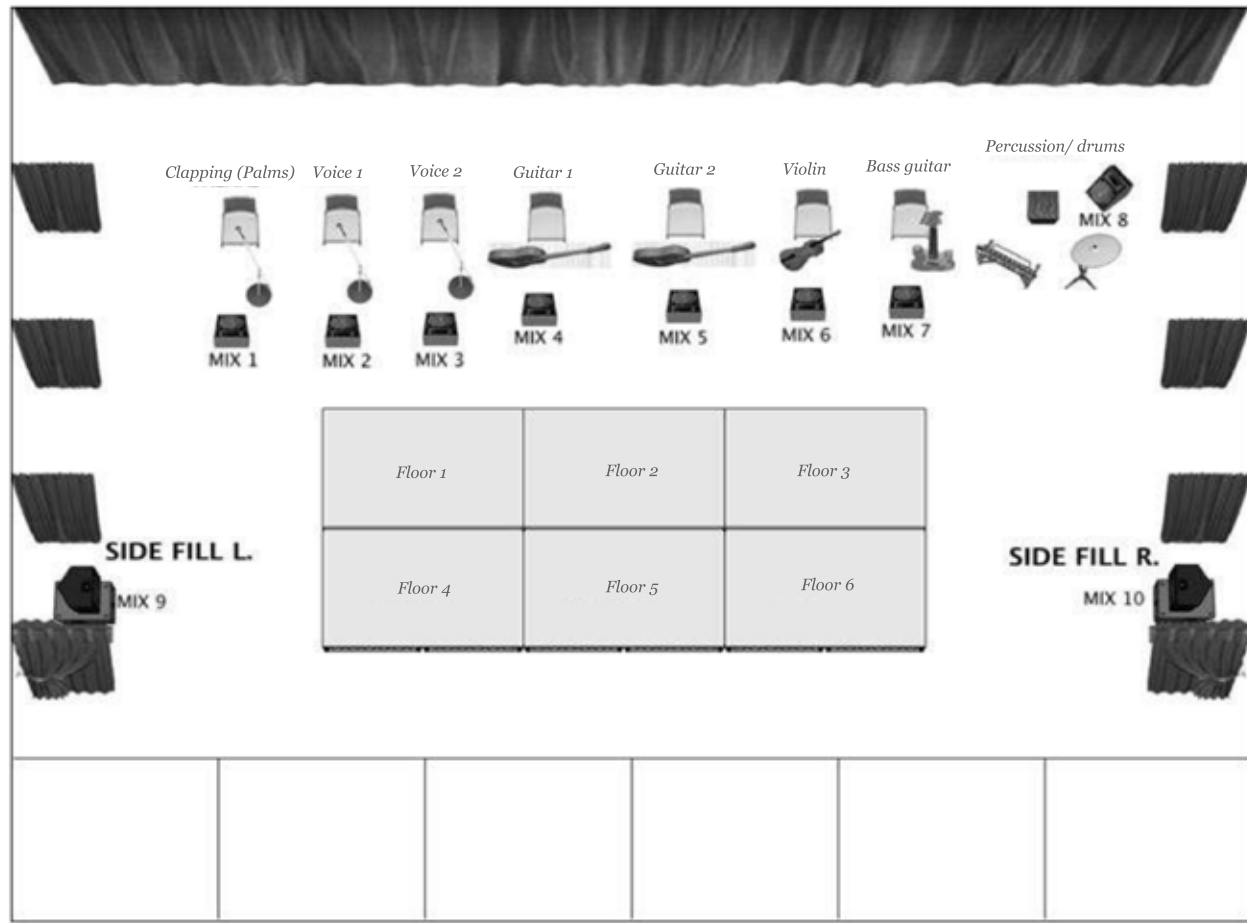 Percussion/ drums
Clapping (Palms) Voice 1 Voice 2 Guitar 1 Guitar 2 Violin Bass guitar
MIX 8
MIX 1 MIX 2 MIX 3 MIX 4 MIX 5 MIX 6 MIX 7
Floor 1 Floor 2 Floor 3
SIDE FILL L. SIDE FILL R.
MIX 9 Floor 4 Floor 5 Floor 6 MIX 10